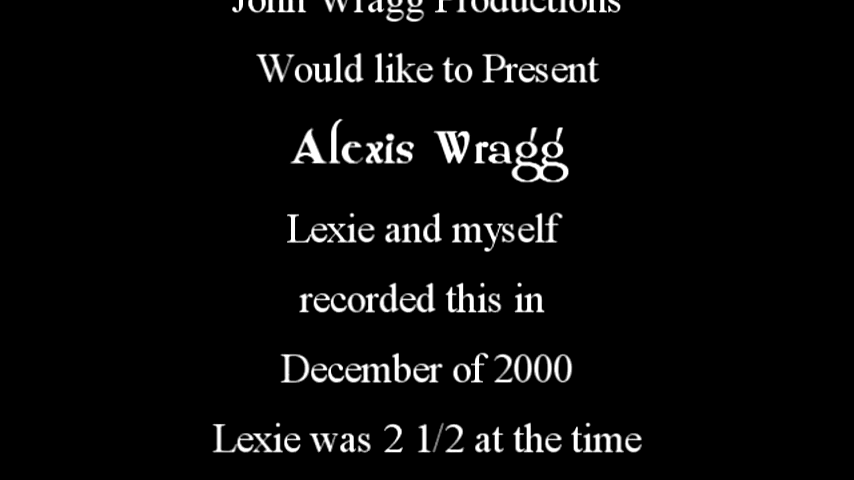 John Wragg Productions
Would like to Present
Alexis Wragg
Lexie and myself
recorded this in
December of 2000
Lexie was 2 1/2 at the time